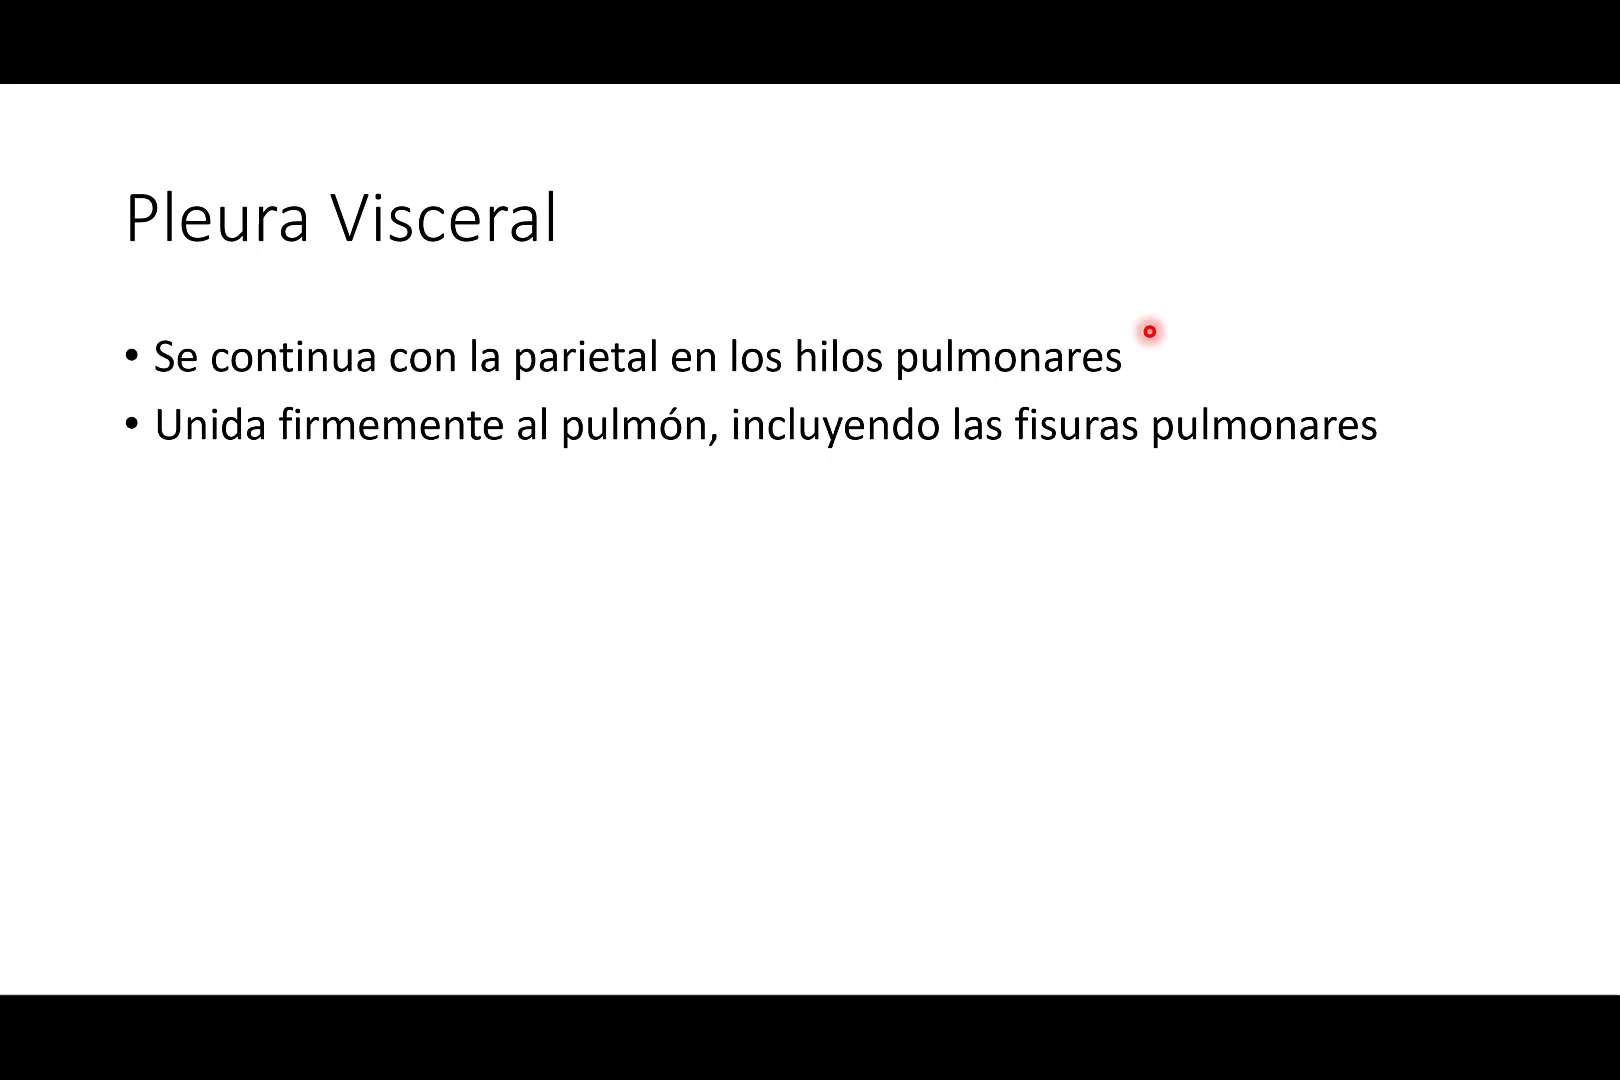 Pleura Visceral
• Se continua con la parietal en los hilos pulmonares
• Unida firmemente al pulmón, incluyendo las fisuras pulmonares